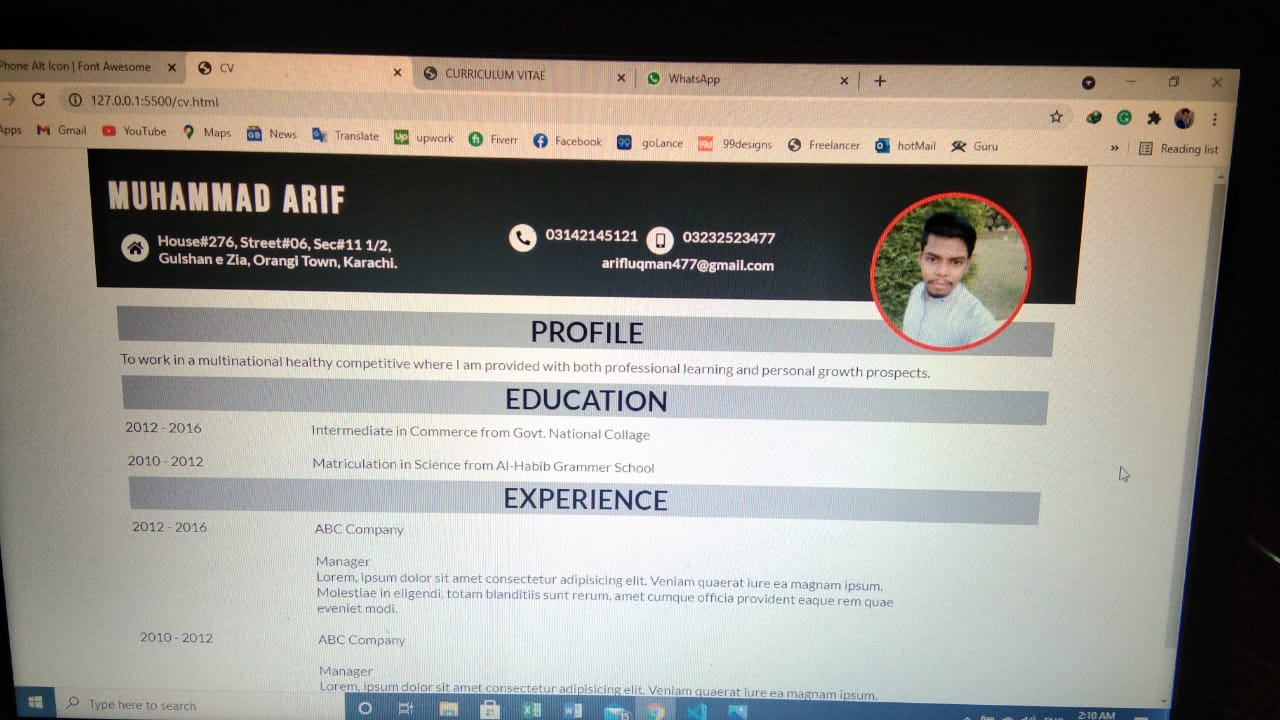 Phone Alt Icon | Font Awesome
CV
CURRICULUM VITAE
WhatsApp
127.0.0.1:5500/cv.html
Apps Gmail YouTube Maps News Translate upwork Fiverr Facebook goLance 99designs Freelancer hotMail Guru » Reading list
MUHAMMAD ARIF
House#276, Street#06, Sec#11 1/2,
Gulshan e Zia, Orangi Town, Karachi.
03142145121 03232523477
arifluqman477@gmail.com
PROFILE
To work in a multinational healthy competitive where I am provided with both professional learning and personal growth prospects.
EDUCATION
2012 - 2016 Intermediate in Commerce from Govt. National Collage
2010 - 2012 Matriculation in Science from Al-Habib Grammer School
EXPERIENCE
2012 - 2016 ABC Company
Manager
Lorem, ipsum dolor sit amet consectetur adipisicing elit. Veniam quaerat iure ea magnam ipsum.
Molestiae in eligendi, totam blanditiis sunt rerum, amet cumque officia provident eaque rem quae
eveniet modi.
2010 - 2012 ABC Company
Manager
Lorem, ipsum dolor sit amet consectetur adipisicing elit. Veniam quaerat iure ea magnam ipsum.
Type here to search
2:10 AM